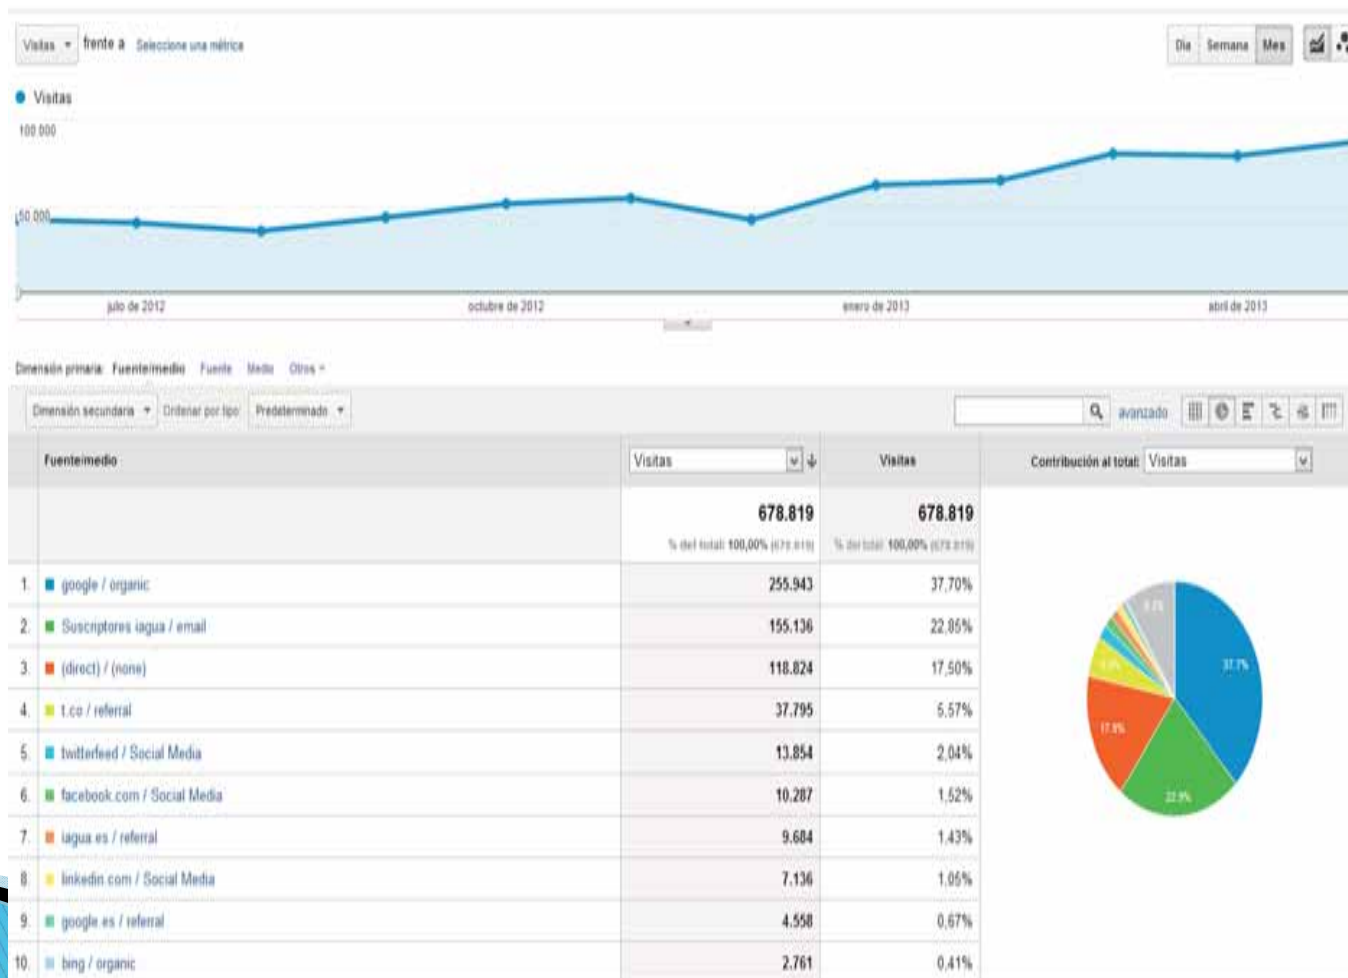 Visitas frente a Seleccione una métrica Dia Semana Mes
Visitas
100.000
50.000
0
julio de 2012 octubre de 2012 enero de 2013 abril de 2013
Dimensión primaria: Fuente/medio Fuente Medio Otros
Dimensión secundaria Ordenar por tipo: Predeterminado avanzado
Fuente/medio Visitas Visitas Contribución al total: Visitas
678.819 678.819
% del total: 100,00% (678.819) % del total: 100,00% (678.819)
1. google / organic 255.943 37,70%
2. Suscriptores iagua / email 155.136 22,85%
3. (direct) / (none) 118.824 17,50%
4. t.co / referral 37.795 5,57%
5. twitterfeed / Social Media 13.854 2,04%
6. facebook.com / Social Media 10.287 1,52%
7. iagua.es / referral 9.684 1,43%
8. linkedin.com / Social Media 7.136 1,05%
9. google.es / referral 4.558 0,67%
10. bing / organic 2.761 0,41%
37.7%
22.9%